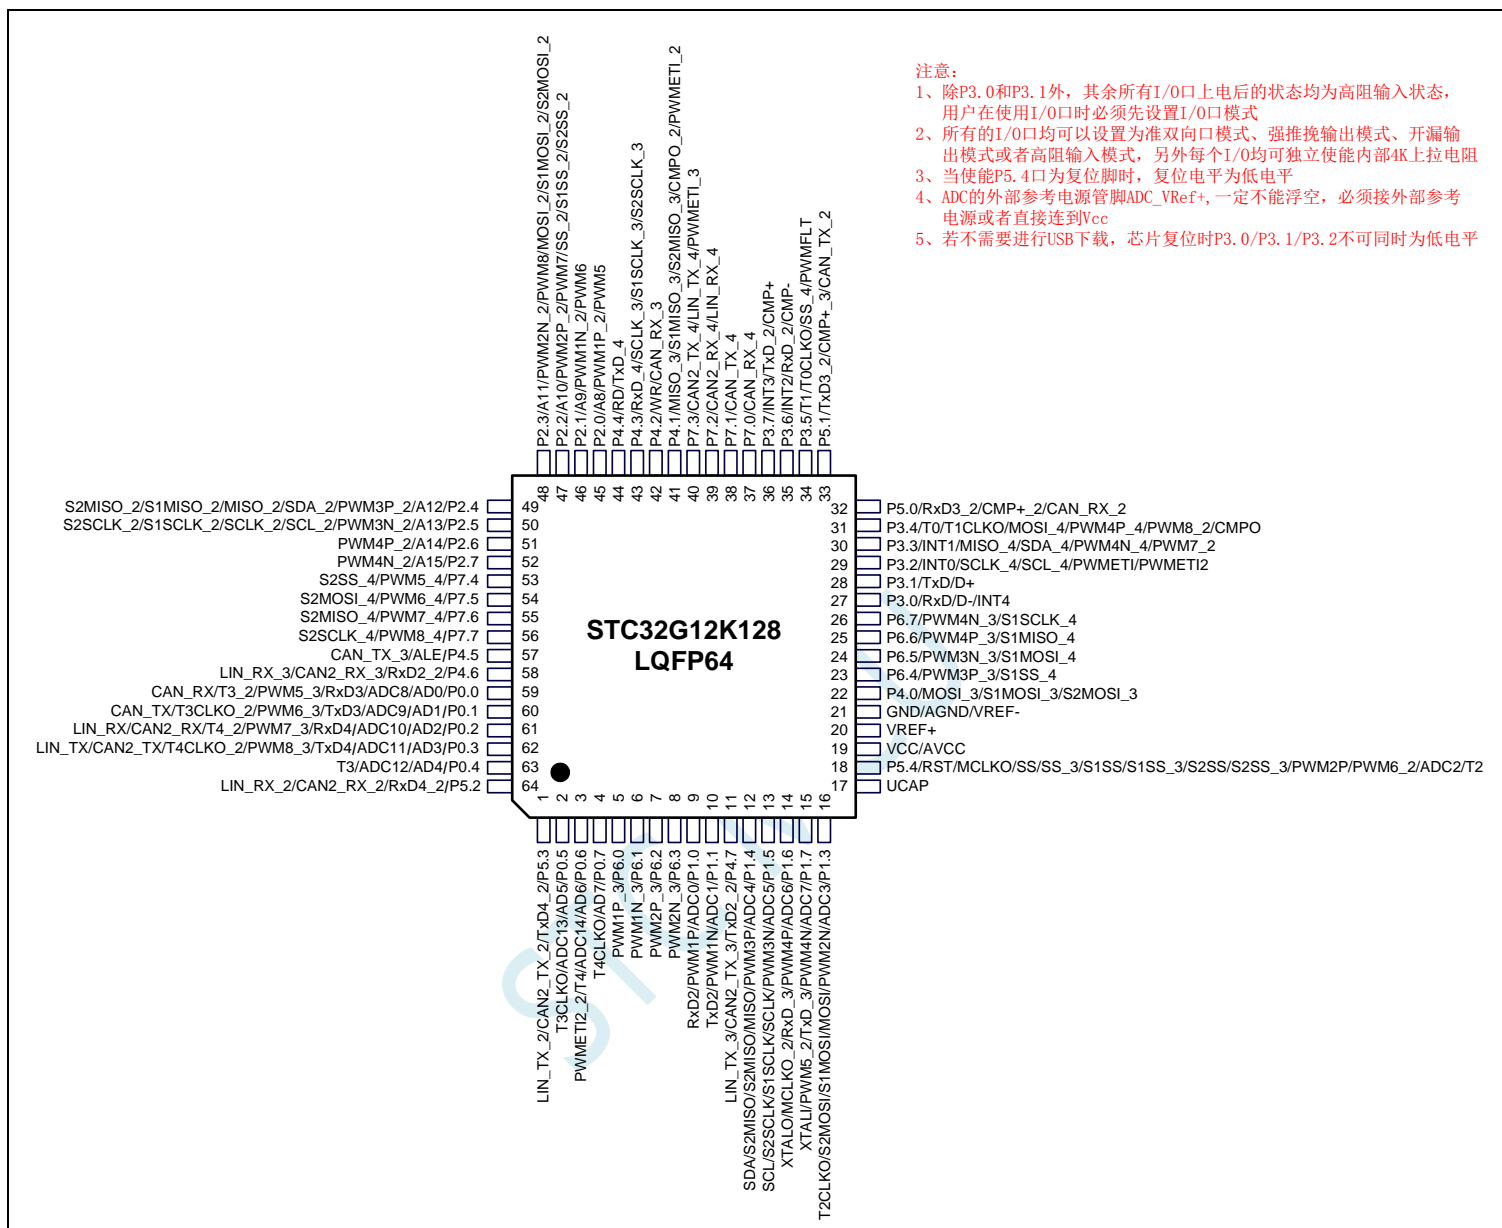 注意:
1、除P3.0和P3.1外，其余所有I/O口上电后的状态均为高阻输入状态，
用户在使用I/O口时必须先设置I/O口模式
2、所有的I/O口均可以设置为准双向口模式、强推挽输出模式、开漏输
出模式或者高阻输入模式，另外每个I/O均可独立使能内部4K上拉电阻
3、当使能P5.4口为复位脚时，复位电平为低电平
4、ADC的外部参考电源管脚ADC_VRef+,一定不能浮空，必须接外部参考
电源或者直接连到Vcc
5、若不需要进行USB下载，芯片复位时P3.0/P3.1/P3.2不可同时为低电平
P2.3/A11/PWM2N_2/PWM8/MOSI_2/S1MOSI_2/S2MOSI_2
P2.2/A10/PWM2P_2/PWM7/SS_2/S1SS_2/S2SS_2
P2.1/A9/PWM1N_2/PWM6
P2.0/A8/PWM1P_2/PWM5
P4.4/RD/TxD_4
P4.3/RxD_4/SCLK_3/S1SCLK_3/S2SCLK_3
P4.2/WR/CAN_RX_3
P4.1/MISO_3/S1MISO_3/S2MISO_3/CMPO_2/PWMETI_2
P7.3/CAN2_TX_4/LIN_TX_4/PWMETI_3
P7.2/CAN2_RX_4/LIN_RX_4
P7.1/CAN_TX_4
P7.0/CAN_RX_4
P3.7/INT3/TxD_2/CMP+
P3.6/INT2/RxD_2/CMP-
P3.5/T1/T0CLKO/SS_4/PWMFLT
P5.1/TxD3_2/CMP+_3/CAN_TX_2
48 47 46 45 44 43 42 41 40 39 38 37 36 35 34 33
S2MISO_2/S1MISO_2/MISO_2/SDA_2/PWM3P_2/A12/P2.4 49
S2SCLK_2/S1SCLK_2/SCLK_2/SCL_2/PWM3N_2/A13/P2.5 50
PWM4P_2/A14/P2.6 51
PWM4N_2/A15/P2.7 52
S2SS_4/PWM5_4/P7.4 53
S2MOSI_4/PWM6_4/P7.5 54
S2MISO_4/PWM7_4/P7.6 55
S2SCLK_4/PWM8_4/P7.7 56
CAN_TX_3/ALE/P4.5 57
LIN_RX_3/CAN2_RX_3/RxD2_2/P4.6 58
CAN_RX/T3_2/PWM5_3/RxD3/ADC8/AD0/P0.0 59
CAN_TX/T3CLKO_2/PWM6_3/TxD3/ADC9/AD1/P0.1 60
LIN_RX/CAN2_RX/T4_2/PWM7_3/RxD4/ADC10/AD2/P0.2 61
LIN_TX/CAN2_TX/T4CLKO_2/PWM8_3/TxD4/ADC11/AD3/P0.3 62
T3/ADC12/AD4/P0.4 63
LIN_RX_2/CAN2_RX_2/RxD4_2/P5.2 64
STC32G12K128
LQFP64
32 P5.0/RxD3_2/CMP+_2/CAN_RX_2
31 P3.4/T0/T1CLKO/MOSI_4/PWM4P_4/PWM8_2/CMPO
30 P3.3/INT1/MISO_4/SDA_4/PWM4N_4/PWM7_2
29 P3.2/INT0/SCLK_4/SCL_4/PWMETI/PWMETI2
28 P3.1/TxD/D+
27 P3.0/RxD/D-/INT4
26 P6.7/PWM4N_3/S1SCLK_4
25 P6.6/PWM4P_3/S1MISO_4
24 P6.5/PWM3N_3/S1MOSI_4
23 P6.4/PWM3P_3/S1SS_4
22 P4.0/MOSI_3/S1MOSI_3/S2MOSI_3
21 GND/AGND/VREF-
20 VREF+
19 VCC/AVCC
18 P5.4/RST/MCLKO/SS/SS_3/S1SS/S1SS_3/S2SS/S2SS_3/PWM2P/PWM6_2/ADC2/T2
17 UCAP
1 2 3 4 5 6 7 8 9 10 11 12 13 14 15 16
LIN_TX_2/CAN2_TX_2/TxD4_2/P5.3
T3CLKO/ADC13/AD5/P0.5
PWMETI2_2/T4/ADC14/AD6/P0.6
T4CLKO/AD7/P0.7
PWM1P_3/P6.0
PWM1N_3/P6.1
PWM2P_3/P6.2
PWM2N_3/P6.3
RxD2/PWM1P/ADC0/P1.0
TxD2/PWM1N/ADC1/P1.1
LIN_TX_3/CAN2_TX_3/TxD2_2/P4.7
SDA/S2MISO/S2MISO/MISO/PWM3P/ADC4/P1.4
SCL/S2SCLK/S1SCLK/SCLK/PWM3N/ADC5/P1.5
XTALO/MCLKO_2/RxD_3/PWM4P/ADC6/P1.6
XTALI/PWM5_2/TxD_3/PWM4N/ADC7/P1.7
T2CLKO/S2MOSI/S1MOSI/MOSI/PWM2N/ADC3/P1.3